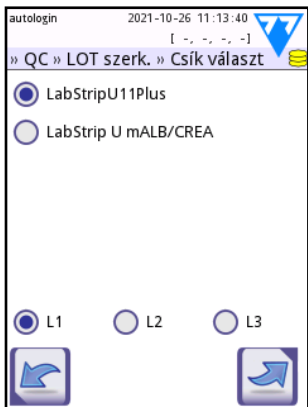 autologin 2021-10-26 11:13:40
[ -, -, -, -]
» QC » LOT szerk. » Csík választ
LabStripU11Plus
LabStrip U mALB/CREA
L1 L2 L3